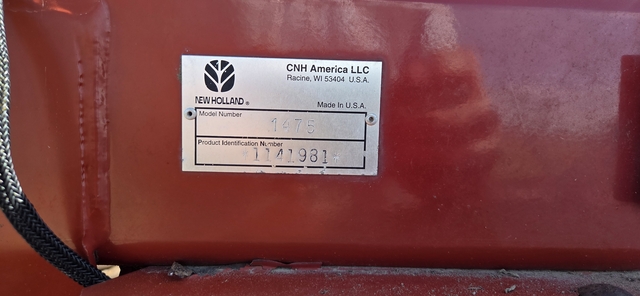 CNH America LLC
Racine, WI 53404 U.S.A.
NEW HOLLAND®
Made in U.S.A.
Model Number
1475
Product Identification Number
*1141981*